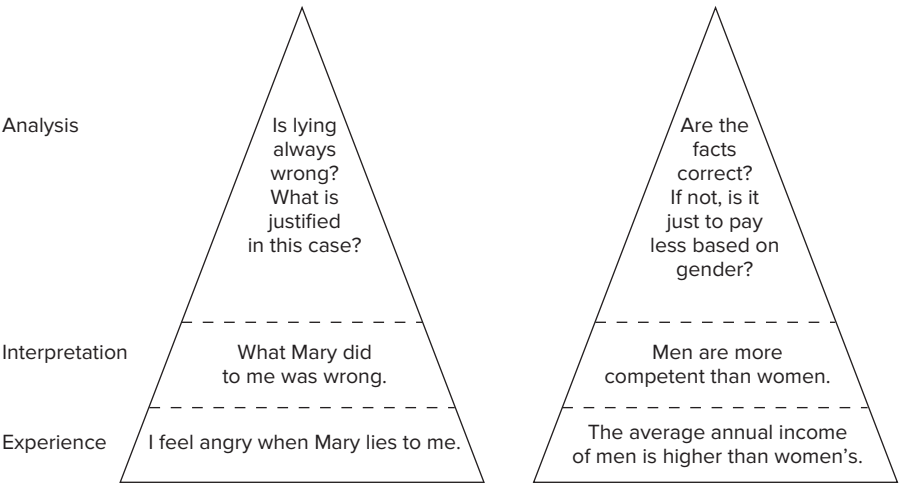 Analysis
Is lying
always
wrong?
What is
justified
in this case?
Are the
facts
correct?
If not, is it
just to pay
less based on
gender?
Interpretation
What Mary did
to me was wrong.
Men are more
competent than women.
Experience
I feel angry when Mary lies to me.
The average annual income
of men is higher than women’s.